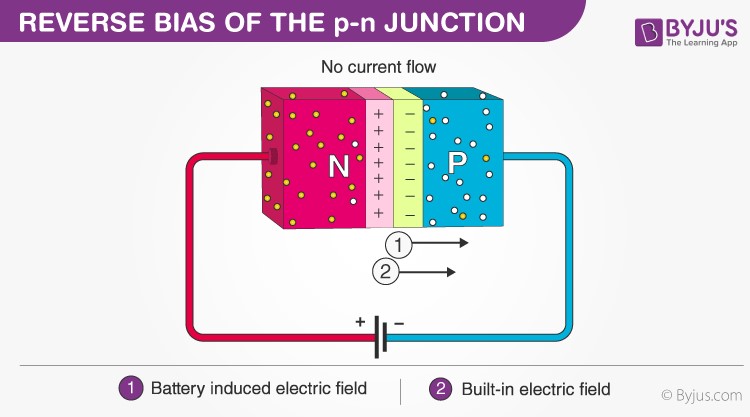 REVERSE BIAS OF THE p-n JUNCTION
BYJU'S
The Learning App
No current flow
N
+ + + + + + +
− − − − − − −
P
1
2
+ −
1 Battery induced electric field
2 Built-in electric field
© Byjus.com